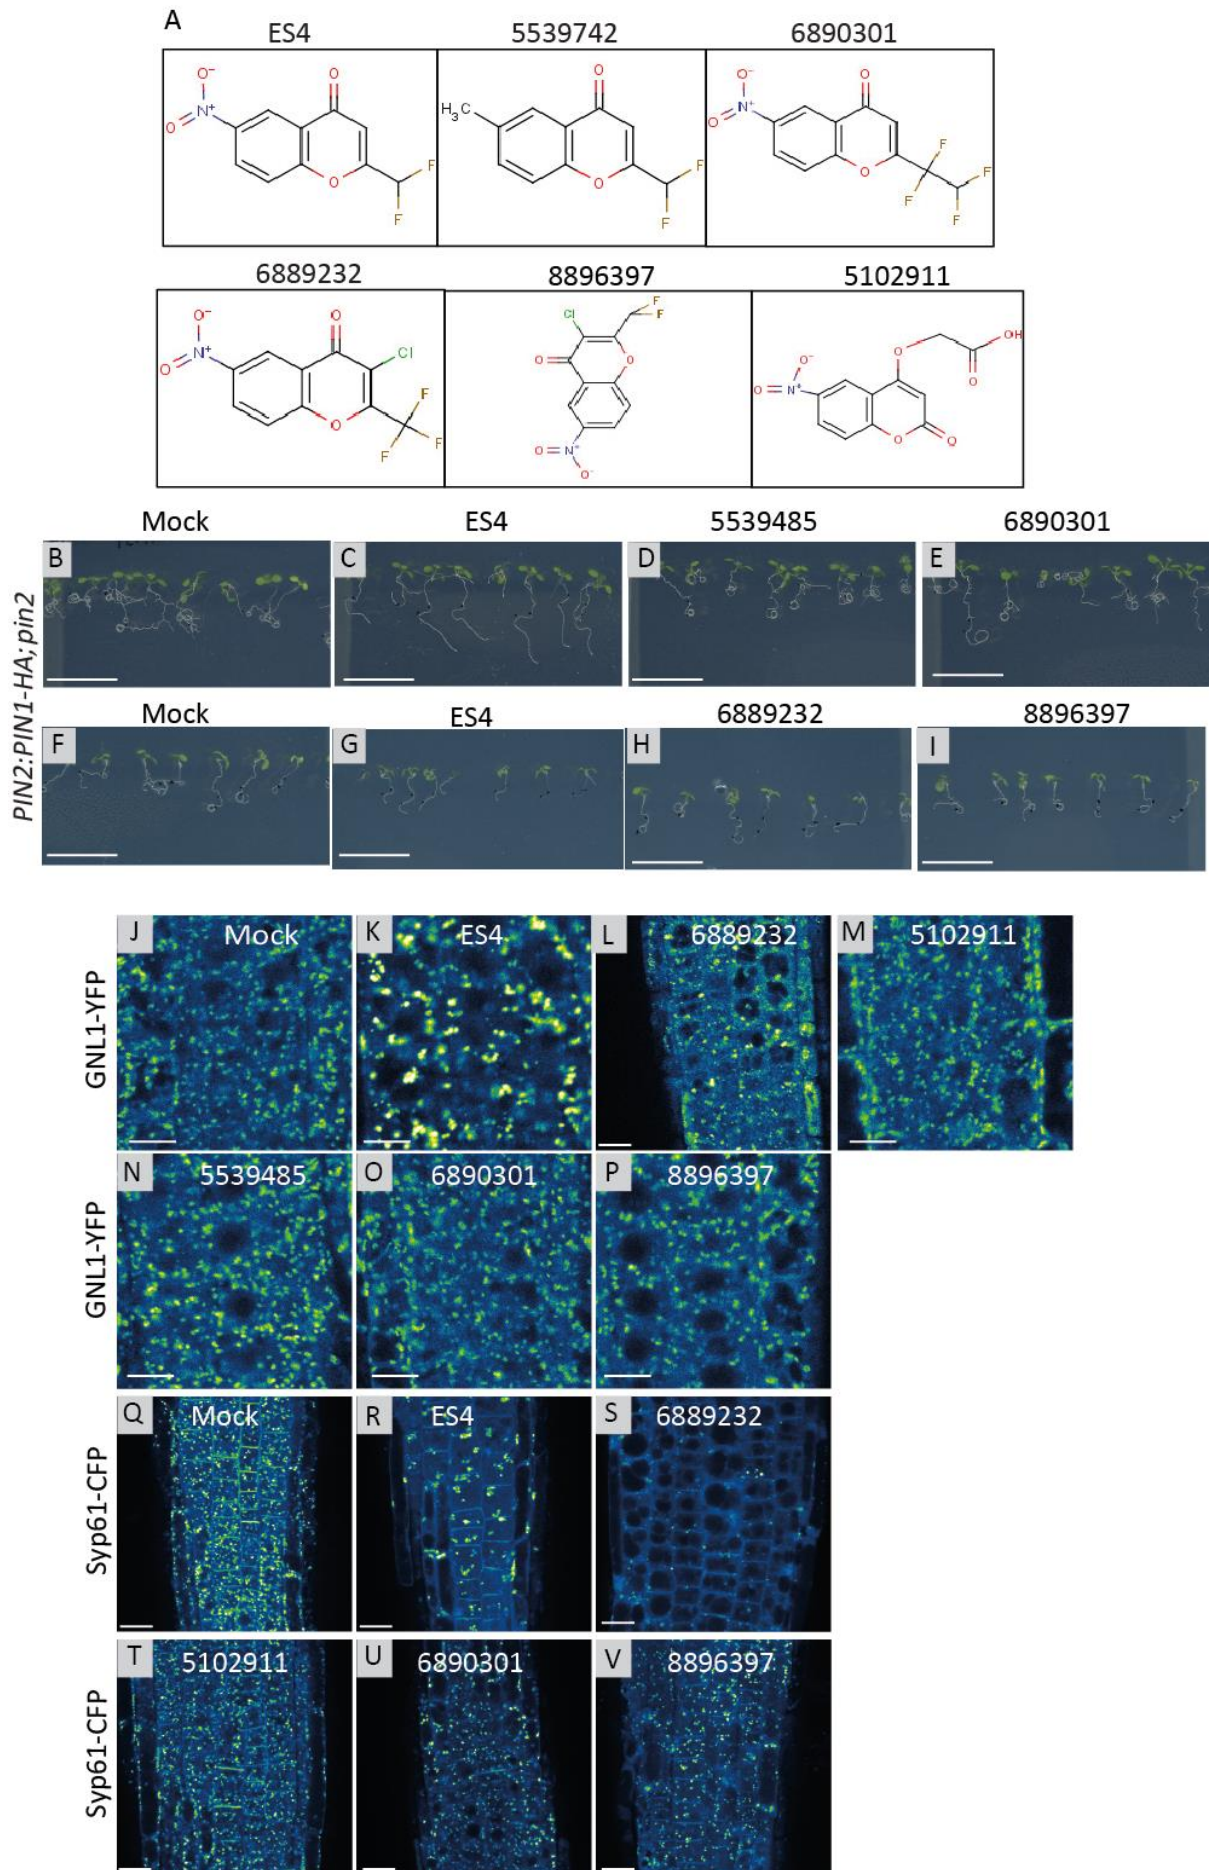 A
ES4 5539742 6890301
O⁻ N⁺ O O O F F
H₃C O O F F
O⁻ N⁺ O O O F F F F
6889232 8896397 5102911
O⁻ N⁺ O O Cl O F F F
Cl F F O O O N⁺ O⁻
O⁻ O N⁺ O OH O O O
PIN2:PIN1-HA;pin2
Mock ES4 5539485 6890301
B C D E
Mock ES4 6889232 8896397
F G H I
GNL1-YFP
J Mock K ES4 L 6889232 M 5102911
GNL1-YFP
N 5539485 O 6890301 P 8896397
Syp61-CFP
Q Mock R ES4 S 6889232
Syp61-CFP
T 5102911 U 6890301 V 8896397